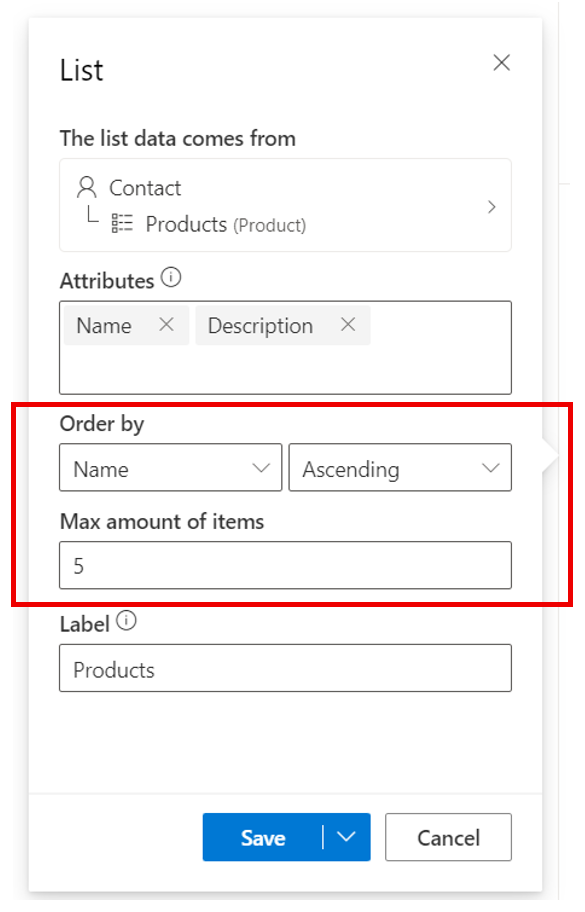 List
The list data comes from
Contact
Products (Product)
Attributes
Name Description
Order by
Name Ascending
Max amount of items
5
Label
Products
Save Cancel